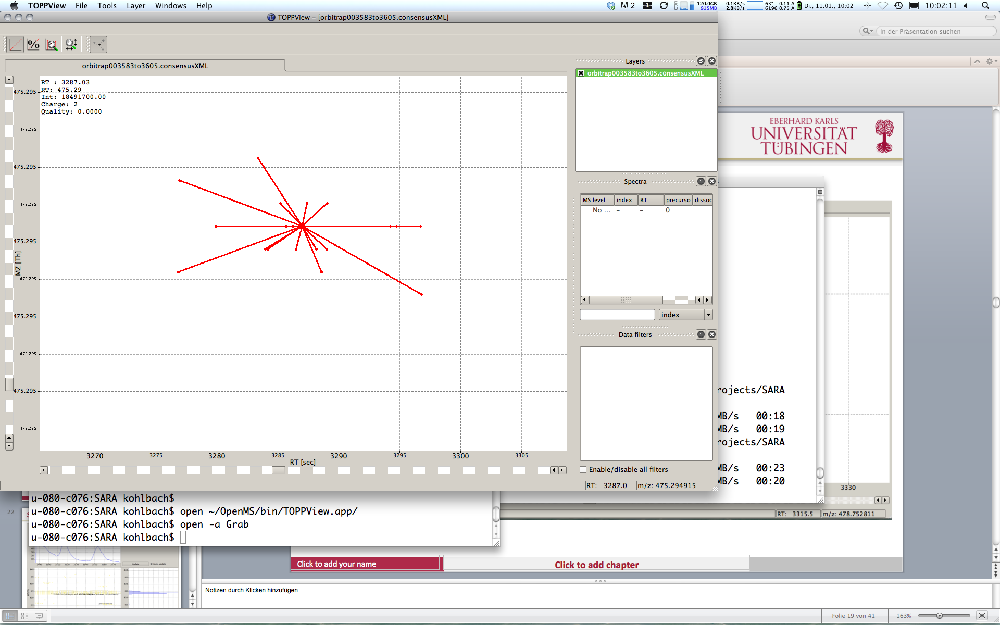 TOPPView File Tools Layer Windows Help
2 120.0GB 915MB 0.1KB/s 2.8KB/s 63° 6196 0.11 A 0.75 A Di., 11.01., 10:02 10:02:11
TOPPView – [orbitrap003583to3605.consensusXML]
In der Präsentation suchen
orbitrap003583to3605.consensusXML
RT : 3287.03
RT: 475.29
Int: 18491700.00
Charge: 2
Quality: 0.0000
475.295
475.295
475.295
475.295
475.295
475.295
475.295
475.295
475.295
475.295
MZ [Th]
3270 3275 3280 3285 3290 3295 3300 3305
RT [sec]
Layers
orbitrap003583to3605.consensusXML
Spectra
MS level index RT precurso dissoc
No ... – – 0
index
Data filters
Enable/disable all filters
RT: 3287.0 m/z: 475.294915
EBERHARD KARLS
UNIVERSITÄT
TÜBINGEN
rojects/SARA
MB/s 00:18
MB/s 00:19
rojects/SARA
MB/s 00:23
MB/s 00:20
3330
RT: 3315.5 m/z: 478.752811
u-080-c076:SARA kohlbach$
u-080-c076:SARA kohlbach$ open ~/OpenMS/bin/TOPPView.app/
u-080-c076:SARA kohlbach$ open -a Grab
u-080-c076:SARA kohlbach$
22
Click to add your name
Click to add chapter
Notizen durch Klicken hinzufügen
Folie 19 von 41 163%